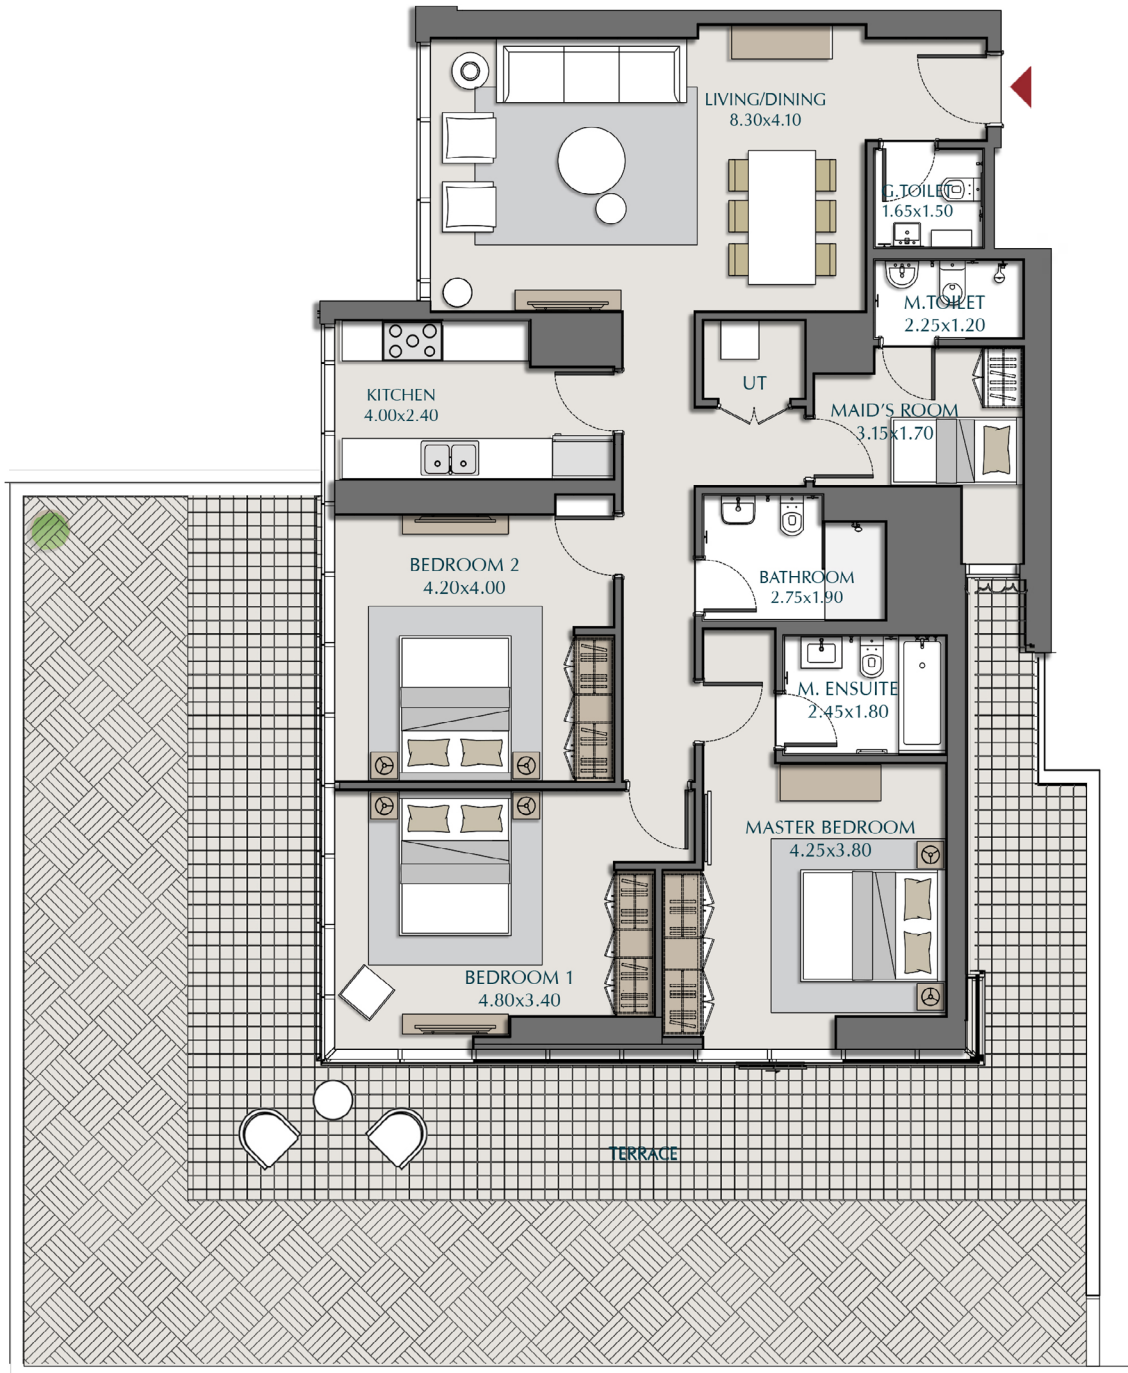 LIVING/DINING
8.30x4.10
G.TOILET
1.65x1.50
M.TOILET
2.25x1.20
UT
KITCHEN
4.00x2.40
MAID'S ROOM
3.15x1.70
BEDROOM 2
4.20x4.00
BATHROOM
2.75x1.90
M. ENSUITE
2.45x1.80
MASTER BEDROOM
4.25x3.80
BEDROOM 1
4.80x3.40
TERRACE